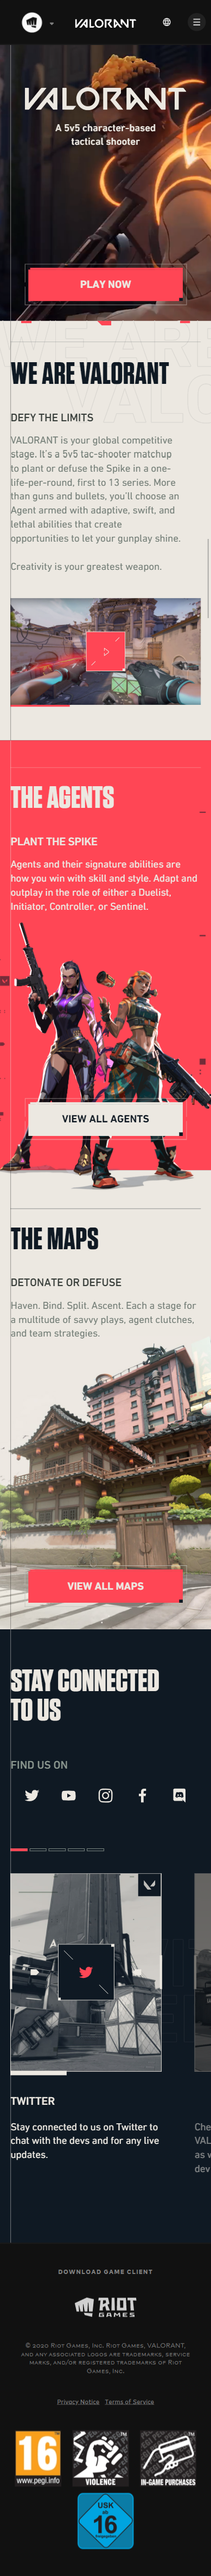 VALORANT
VALORANT
A 5v5 character-based
tactical shooter
PLAY NOW
WE ARE VALORANT
DEFY THE LIMITS
VALORANT is your global competitive
stage. It's a 5v5 tac-shooter matchup
to plant or defuse the Spike in a one-
life-per-round, first to 13 series. More
than guns and bullets, you'll choose an
Agent armed with adaptive, swift, and
lethal abilities that create
opportunities to let your gunplay shine.
Creativity is your greatest weapon.
THE AGENTS
PLANT THE SPIKE
Agents and their signature abilities are
how you win with skill and style. Adapt and
outplay in the role of either a Duelist,
Initiator, Controller, or Sentinel.
VIEW ALL AGENTS
THE MAPS
DETONATE OR DEFUSE
Haven. Bind. Split. Ascent. Each a stage for
a multitude of savvy plays, agent clutches,
and team strategies.
VIEW ALL MAPS
STAY CONNECTED
TO US
FIND US ON
TWITTER
Stay connected to us on Twitter to
chat with the devs and for any live
updates.
Che
VAL
as w
dev
DOWNLOAD GAME CLIENT
RIOT
GAMES
© 2020 Riot Games, Inc. Riot Games, VALORANT,
and any associated logos are trademarks, service
marks, and/or registered trademarks of Riot
Games, Inc.
Privacy Notice Terms of Service
16
www.pegi.info
VIOLENCE
IN-GAME PURCHASES
USK
ab
16